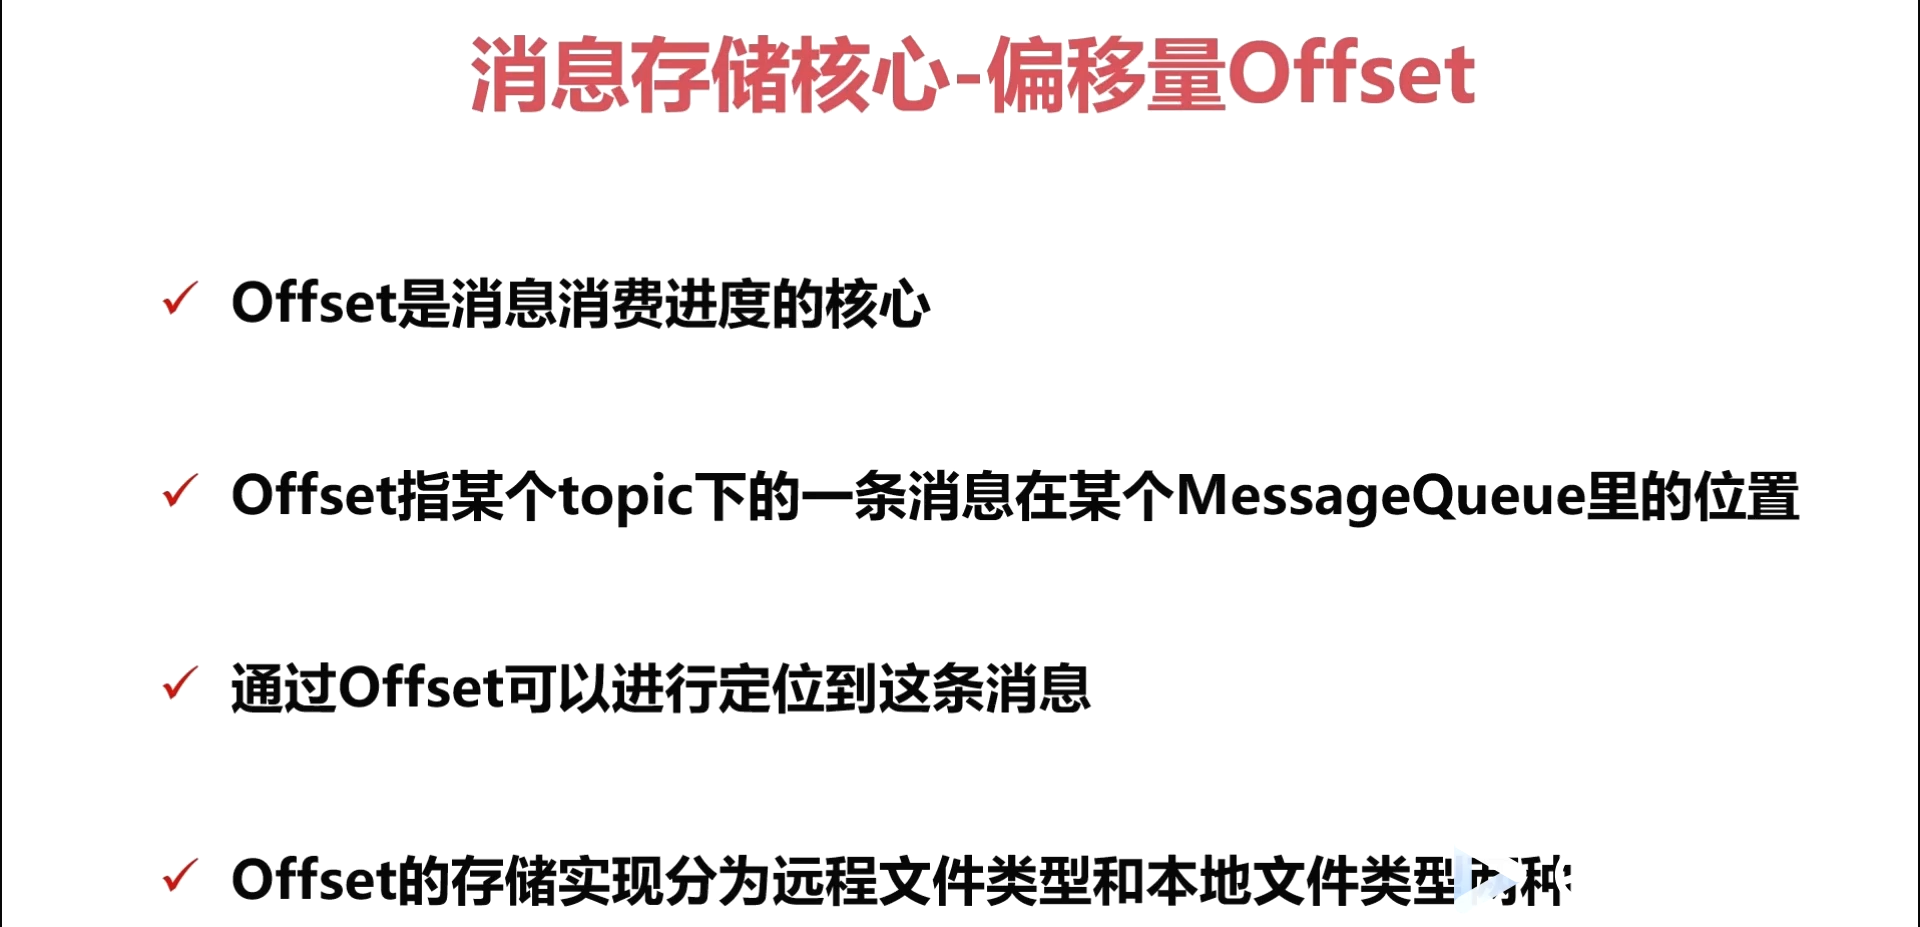 消息存储核心-偏移量Offset
Offset是消息消费进度的核心
Offset指某个topic下的一条消息在某个MessageQueue里的位置
通过Offset可以进行定位到这条消息
Offset的存储实现分为远程文件类型和本地文件类型两种